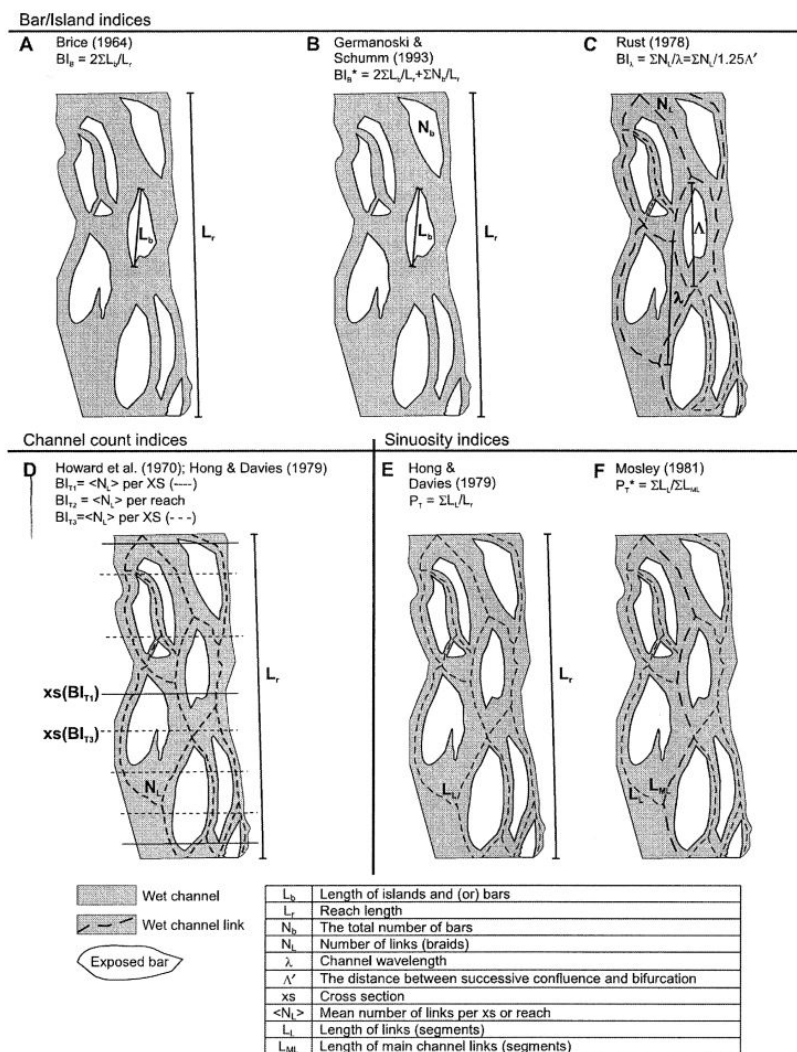 Bar/Island indices
A Brice (1964)
BI_B = 2ΣL_b/L_r
B Germanoski &
Schumm (1993)
BI_B* = 2ΣL_b/L_r+ΣN_b/L_r
C Rust (1978)
BI_λ = ΣN_L/λ=ΣN_L/1.25Λ'
N_b
L_b
L_r
L_b
L_r
N_L
Λ
λ
Channel count indices
Sinuosity indices
D Howard et al. (1970); Hong & Davies (1979)
BI_T1= <N_L> per XS (----)
BI_T2 = <N_L> per reach
BI_T3=<N_L> per XS (- - -)
E Hong &
Davies (1979)
P_T = ΣL_L/L_r
F Mosley (1981)
P_T* = ΣL_L/ΣL_ML
xs(BI_T1)
xs(BI_T3)
N_L
L_r
L_L
L_r
L_L
L_ML
Wet channel
Wet channel link
Exposed bar
L_b Length of islands and (or) bars
L_r Reach length
N_b The total number of bars
N_L Number of links (braids)
λ Channel wavelength
Λ' The distance between successive confluence and bifurcation
xs Cross section
<N_L> Mean number of links per xs or reach
L_L Length of links (segments)
L_ML Length of main channel links (segments)